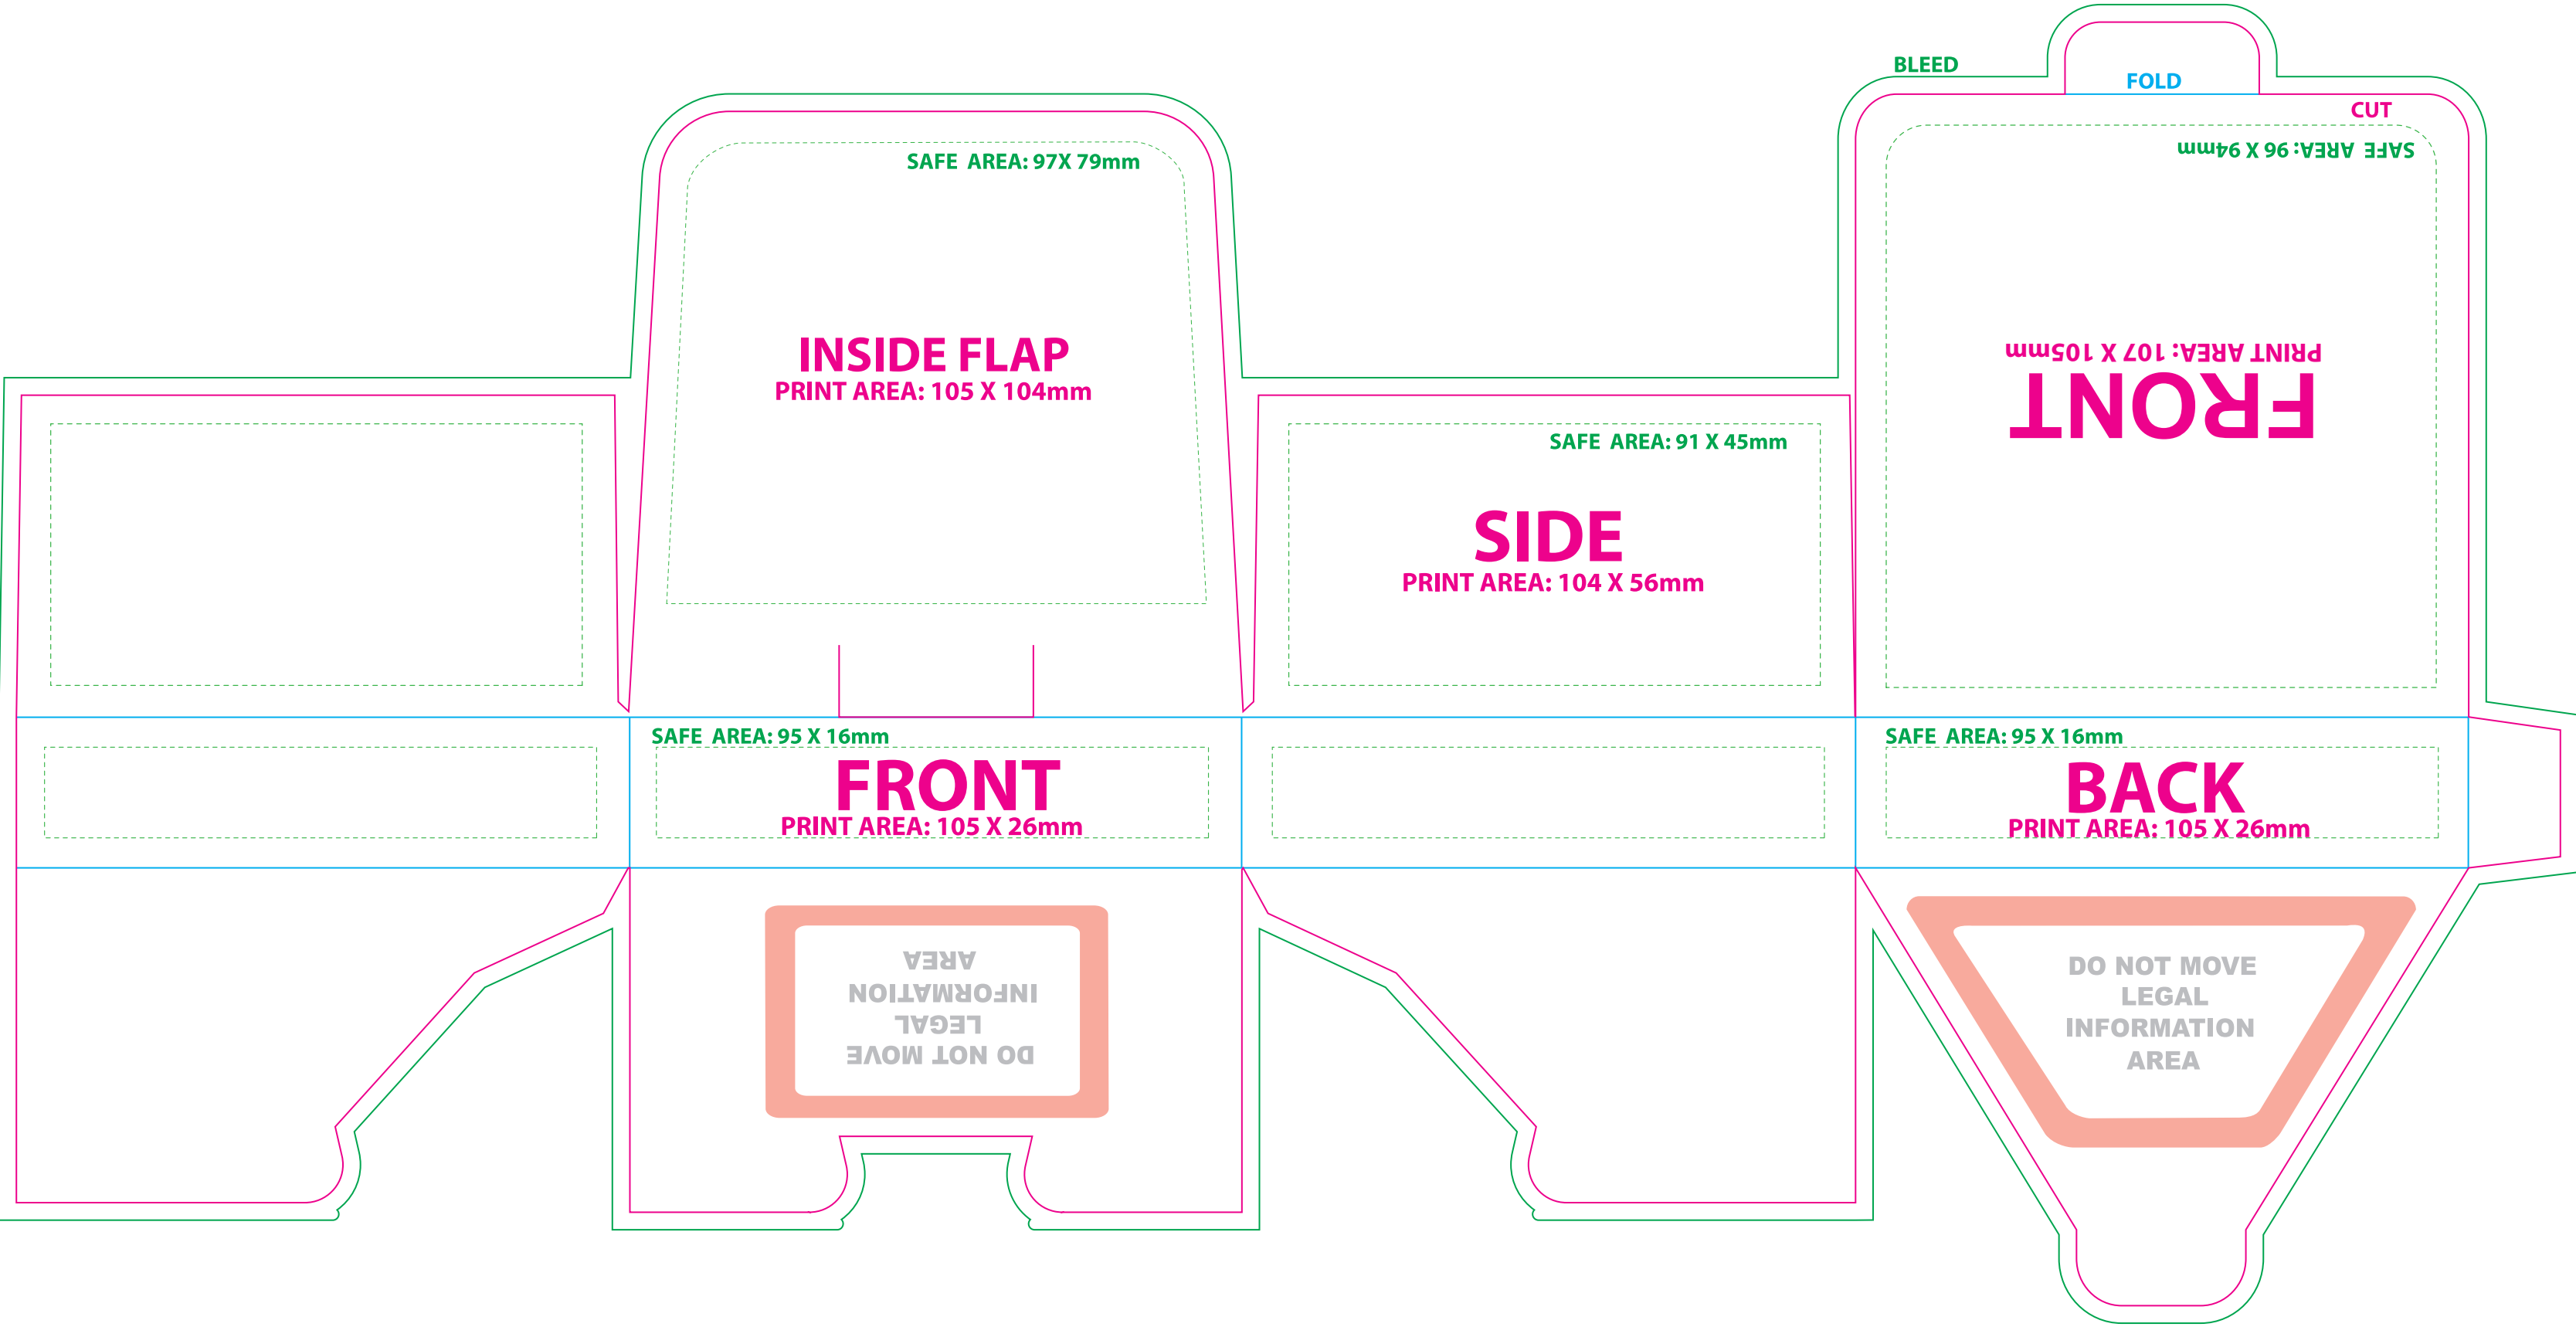 BLEED
FOLD
CUT
SAFE AREA: 96 X 94mm
PRINT AREA: 107 X 105mm
FRONT
SAFE AREA: 97X 79mm
INSIDE FLAP
PRINT AREA: 105 X 104mm
SAFE AREA: 91 X 45mm
SIDE
PRINT AREA: 104 X 56mm
SAFE AREA: 95 X 16mm
FRONT
PRINT AREA: 105 X 26mm
SAFE AREA: 95 X 16mm
BACK
PRINT AREA: 105 X 26mm
DO NOT MOVE
LEGAL
INFORMATION
AREA
DO NOT MOVE
LEGAL
INFORMATION
AREA